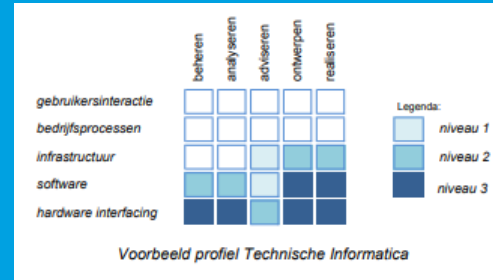 beheren
analyseren
adviseren
ontwerpen
realiseren
gebruikersinteractie
bedrijfsprocessen
infrastructuur
software
hardware interfacing
Legenda:
niveau 1
niveau 2
niveau 3
Voorbeeld profiel Technische Informatica